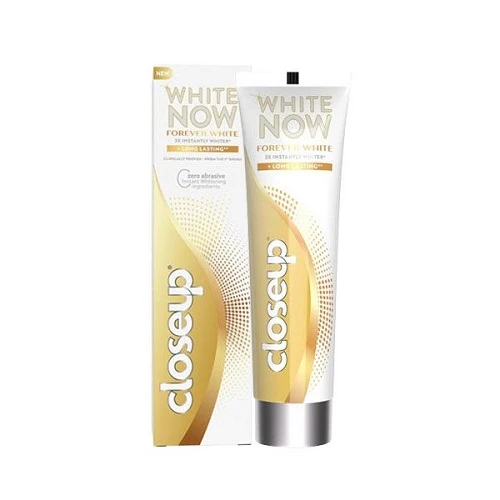 NEW
WHITE
NOW
FOREVER WHITE
3X INSTANTLY WHITER*
+ LONG LASTING**
zero abrasive
Instant Whitening
ingredients
closeup®
WHITE
NOW
FOREVER WHITE
3X INSTANTLY WHITER*
+ LONG LASTING**
closeup®